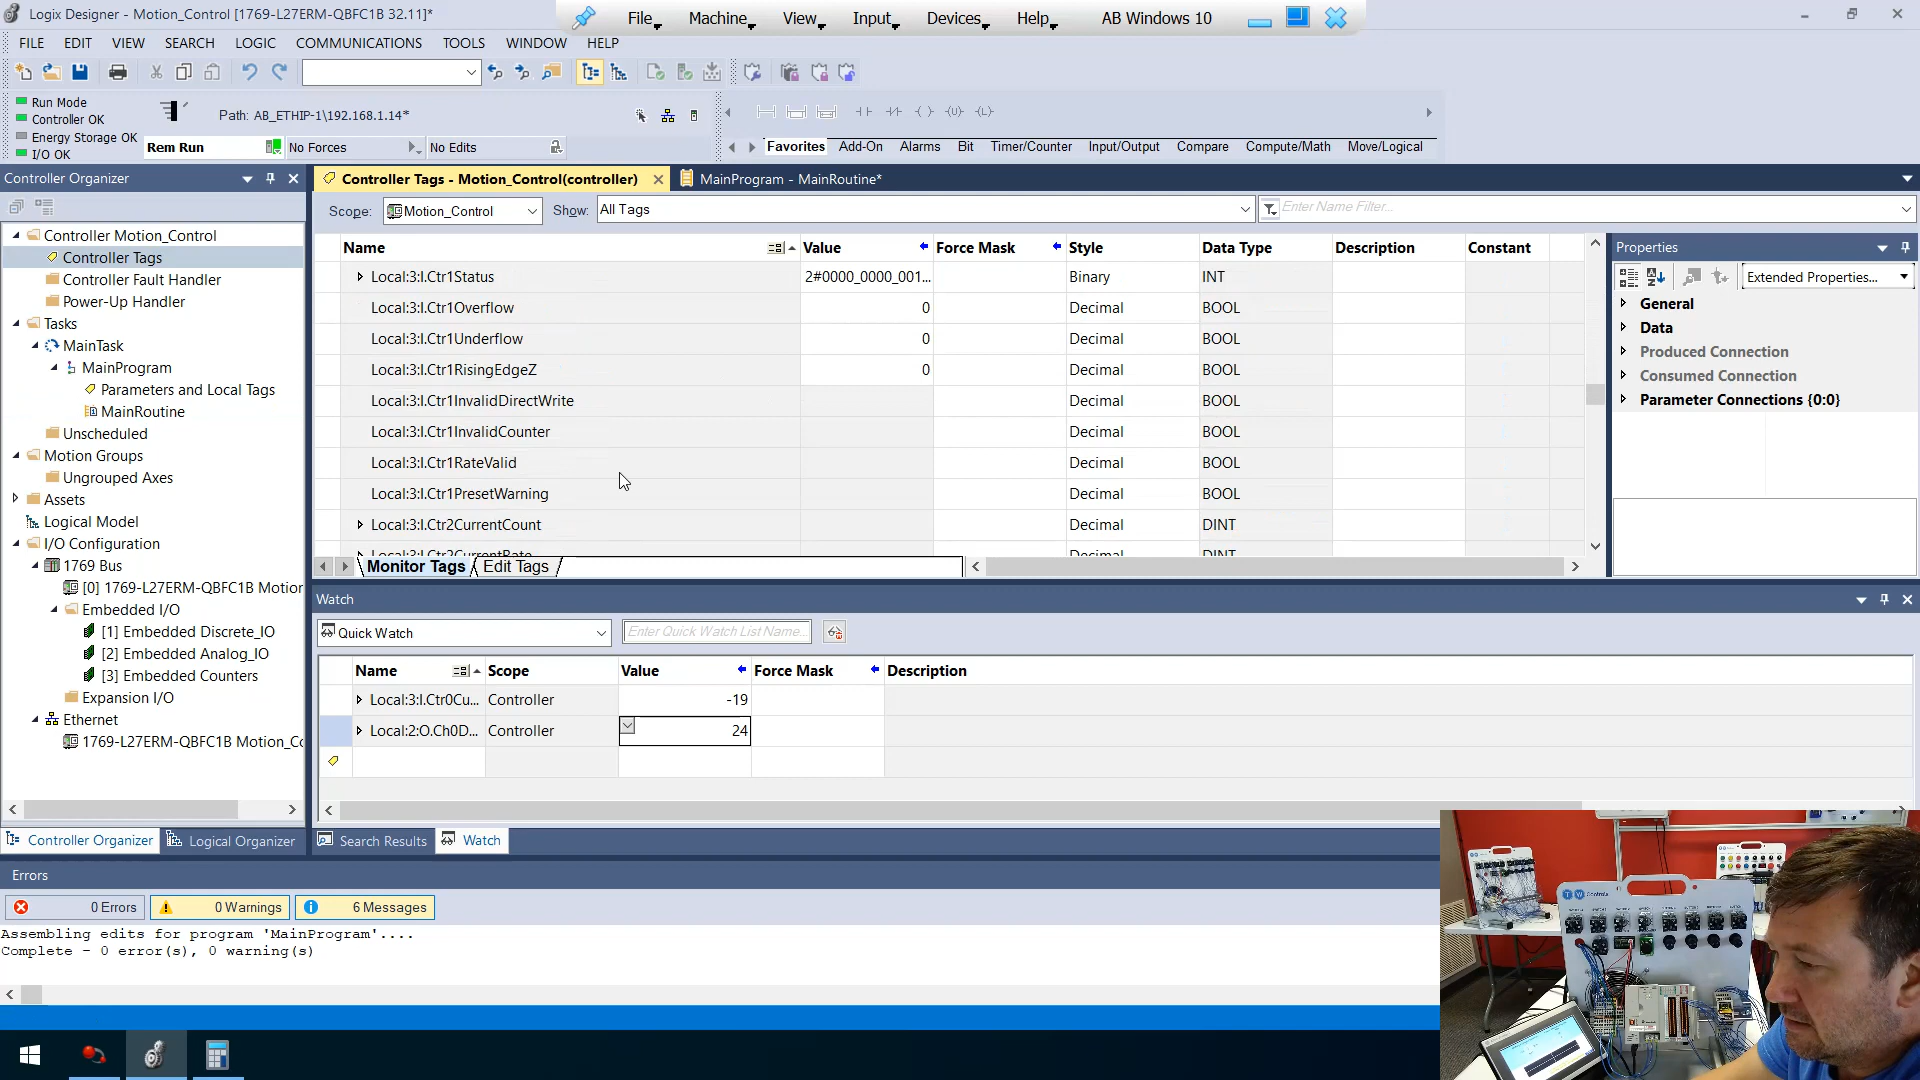 Logix Designer - Motion_Control [1769-L27ERM-QBFC1B 32.11]*
File Machine View Input Devices Help AB Windows 10
FILE EDIT VIEW SEARCH LOGIC COMMUNICATIONS TOOLS WINDOW HELP
Run Mode
Controller OK
Energy Storage OK
I/O OK
Path: AB_ETHIP-1\192.168.1.14*
Rem Run No Forces No Edits
Favorites Add-On Alarms Bit Timer/Counter Input/Output Compare Compute/Math Move/Logical
Controller Organizer
Controller Motion_Control
Controller Tags
Controller Fault Handler
Power-Up Handler
Tasks
MainTask
MainProgram
Parameters and Local Tags
MainRoutine
Unscheduled
Motion Groups
Ungrouped Axes
Assets
Logical Model
I/O Configuration
1769 Bus
[0] 1769-L27ERM-QBFC1B Motior
Embedded I/O
[1] Embedded Discrete_IO
[2] Embedded Analog_IO
[3] Embedded Counters
Expansion I/O
Ethernet
1769-L27ERM-QBFC1B Motion_Co
Controller Organizer Logical Organizer
Controller Tags - Motion_Control(controller) MainProgram - MainRoutine*
Scope: Motion_Control Show: All Tags Enter Name Filter...
Name Value Force Mask Style Data Type Description Constant
Local:3:I.Ctr1Status 2#0000_0000_001... Binary INT
Local:3:I.Ctr1Overflow 0 Decimal BOOL
Local:3:I.Ctr1Underflow 0 Decimal BOOL
Local:3:I.Ctr1RisingEdgeZ 0 Decimal BOOL
Local:3:I.Ctr1InvalidDirectWrite Decimal BOOL
Local:3:I.Ctr1InvalidCounter Decimal BOOL
Local:3:I.Ctr1RateValid Decimal BOOL
Local:3:I.Ctr1PresetWarning Decimal BOOL
Local:3:I.Ctr2CurrentCount Decimal DINT
Local:3:I.Ctr2CurrentRate Decimal DINT
Monitor Tags Edit Tags
Properties
Extended Properties...
General
Data
Produced Connection
Consumed Connection
Parameter Connections {0:0}
Watch
Quick Watch Enter Quick Watch List Name...
Name Scope Value Force Mask Description
Local:3:I.Ctr0Cu... Controller -19
Local:2:O.Ch0D... Controller 24
Search Results Watch
Errors
0 Errors 0 Warnings 6 Messages
Assembling edits for program 'MainProgram'....
Complete - 0 error(s), 0 warning(s)